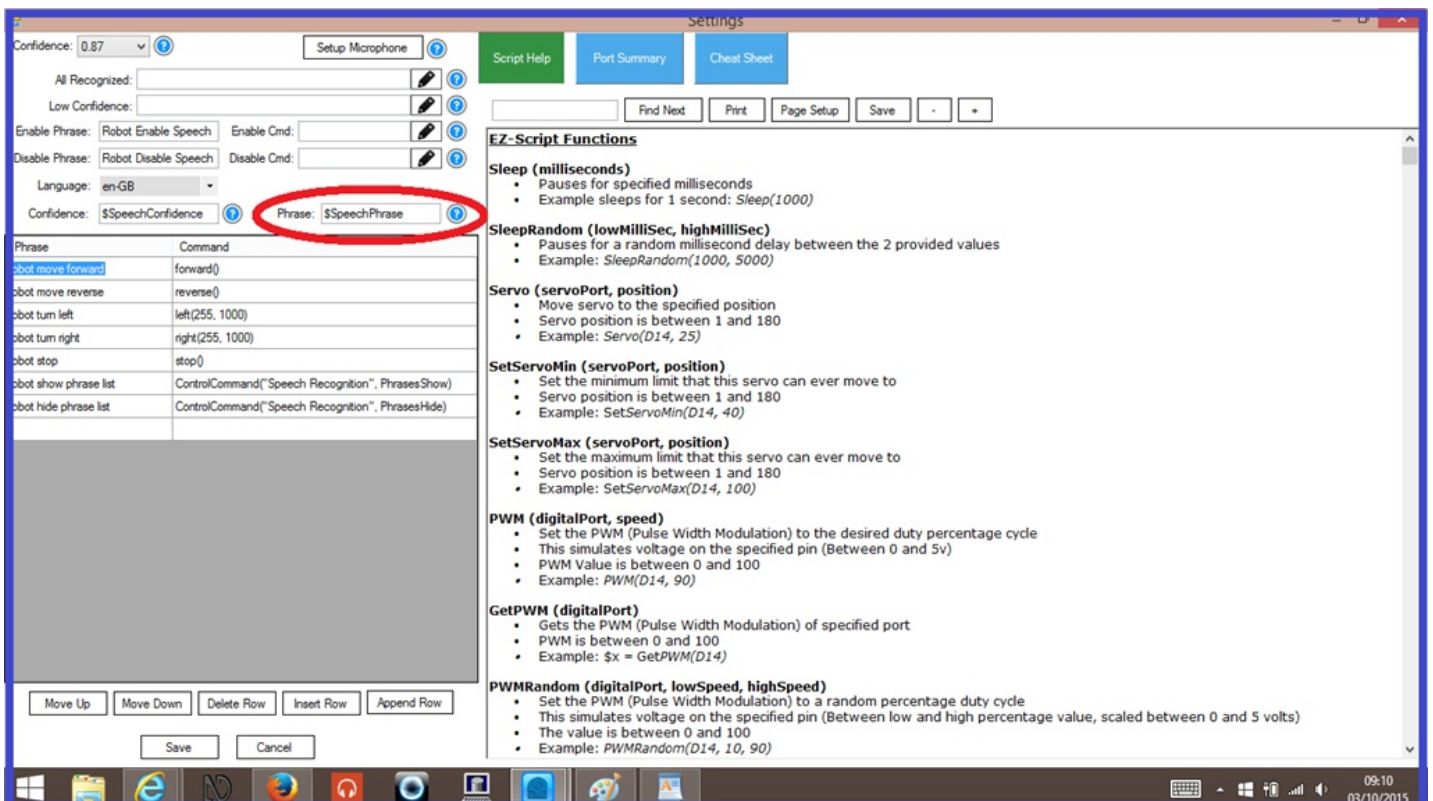 Settings
Confidence: 0.87
Setup Microphone
All Recognized:
Low Confidence:
Enable Phrase: Robot Enable Speech Enable Cmd:
Disable Phrase: Robot Disable Speech Disable Cmd:
Language: en-GB
Confidence: $SpeechConfidence Phrase: $SpeechPhrase
Phrase Command
obot move forward forward()
obot move reverse reverse()
obot turn left left(255, 1000)
obot turn right right(255, 1000)
obot stop stop()
obot show phrase list ControlCommand("Speech Recognition", PhrasesShow)
obot hide phrase list ControlCommand("Speech Recognition", PhrasesHide)
Move Up Move Down Delete Row Insert Row Append Row
Save Cancel
Script Help Port Summary Cheat Sheet
Find Next Print Page Setup Save - +
EZ-Script Functions
Sleep (milliseconds)
• Pauses for specified milliseconds
• Example sleeps for 1 second: Sleep(1000)
SleepRandom (lowMilliSec, highMilliSec)
• Pauses for a random millisecond delay between the 2 provided values
• Example: SleepRandom(1000, 5000)
Servo (servoPort, position)
• Move servo to the specified position
• Servo position is between 1 and 180
• Example: Servo(D14, 25)
SetServoMin (servoPort, position)
• Set the minimum limit that this servo can ever move to
• Servo position is between 1 and 180
• Example: SetServoMin(D14, 40)
SetServoMax (servoPort, position)
• Set the maximum limit that this servo can ever move to
• Servo position is between 1 and 180
• Example: SetServoMax(D14, 100)
PWM (digitalPort, speed)
• Set the PWM (Pulse Width Modulation) to the desired duty percentage cycle
• This simulates voltage on the specified pin (Between 0 and 5v)
• PWM Value is between 0 and 100
• Example: PWM(D14, 90)
GetPWM (digitalPort)
• Gets the PWM (Pulse Width Modulation) of specified port
• PWM is between 0 and 100
• Example: $x = GetPWM(D14)
PWMRandom (digitalPort, lowSpeed, highSpeed)
• Set the PWM (Pulse Width Modulation) to a random percentage duty cycle
• This simulates voltage on the specified pin (Between low and high percentage value, scaled between 0 and 5 volts)
• The value is between 0 and 100
• Example: PWMRandom(D14, 10, 90)
09:10
03/10/2015